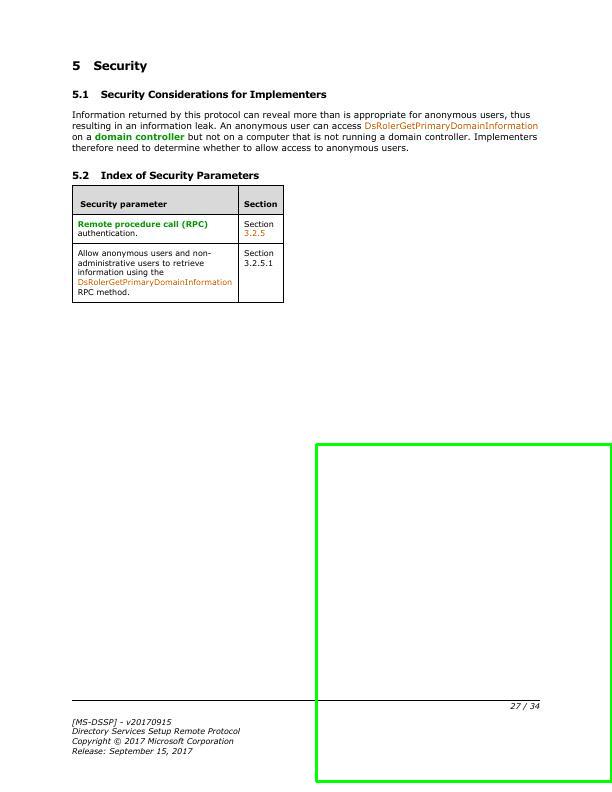 5 Security
5.1 Security Considerations for Implementers
Information returned by this protocol can reveal more than is appropriate for anonymous users, thus
resulting in an information leak. An anonymous user can access DsRolerGetPrimaryDomainInformation
on a domain controller but not on a computer that is not running a domain controller. Implementers
therefore need to determine whether to allow access to anonymous users.
5.2 Index of Security Parameters
Security parameter Section
Remote procedure call (RPC) Section
authentication. 3.2.5
Allow anonymous users and non- Section
administrative users to retrieve 3.2.5.1
information using the
DsRolerGetPrimaryDomainInformation
RPC method.
27 / 34
[MS-DSSP] - v20170915
Directory Services Setup Remote Protocol
Copyright © 2017 Microsoft Corporation
Release: September 15, 2017